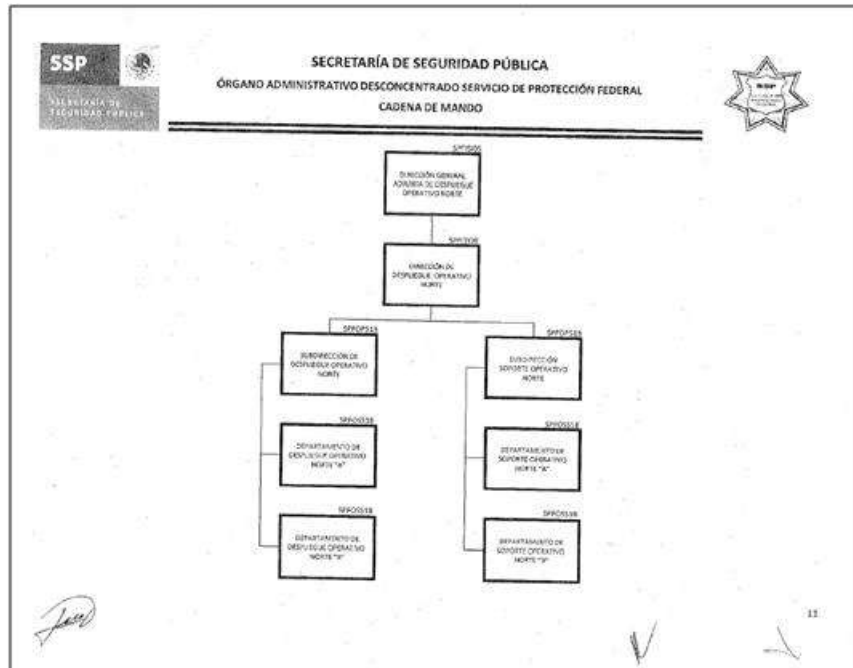 SSP
SECRETARÍA DE
SEGURIDAD PÚBLICA
SECRETARÍA DE SEGURIDAD PÚBLICA
ÓRGANO ADMINISTRATIVO DESCONCENTRADO SERVICIO DE PROTECCIÓN FEDERAL
CADENA DE MANDO
DIRECCIÓN GENERAL
ADJUNTA DE DESPLIEGUE
OPERATIVO NORTE
DIRECCIÓN DE
DESPLIEGUE OPERATIVO
NORTE
SUBDIRECCIÓN DE
DESPLIEGUE OPERATIVO
NORTE
SUBDIRECCIÓN
SOPORTE OPERATIVO
NORTE
DEPARTAMENTO DE
DESPLIEGUE OPERATIVO
NORTE
DEPARTAMENTO DE
SOPORTE OPERATIVO
NORTE
DEPARTAMENTO DE
DESPLIEGUE OPERATIVO
NORTE
DEPARTAMENTO DE
SOPORTE OPERATIVO
NORTE